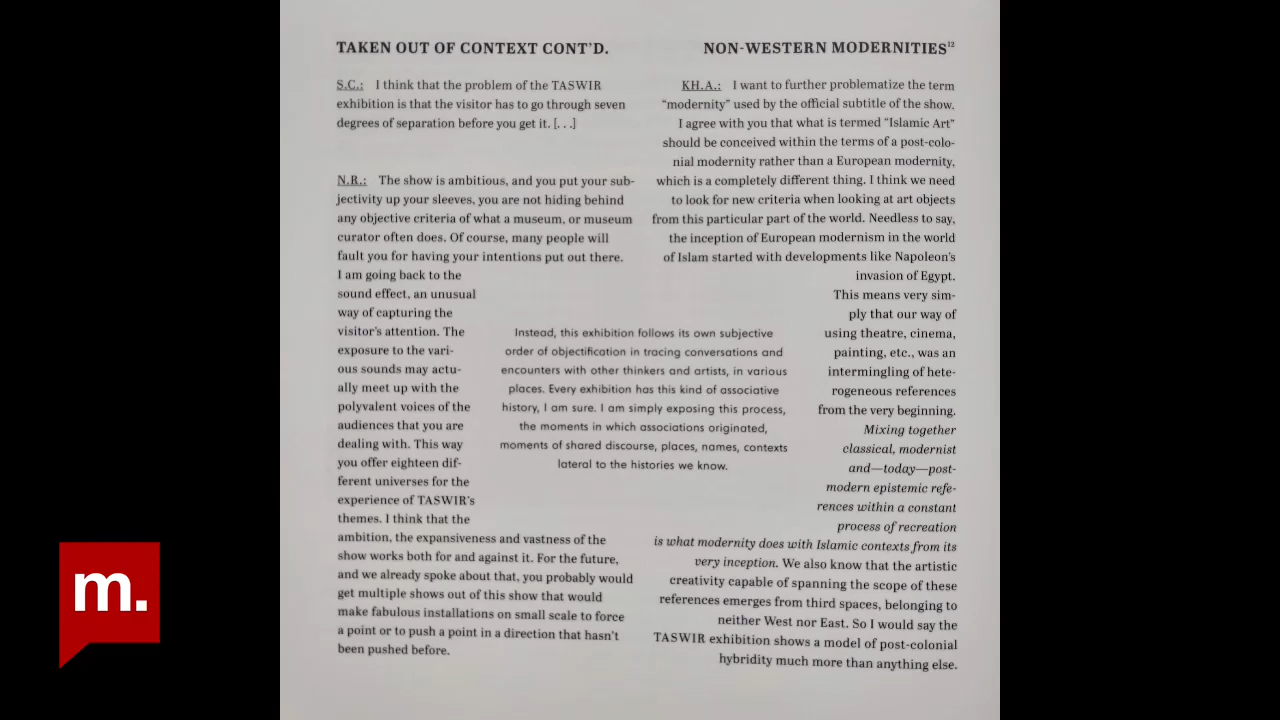 TAKEN OUT OF CONTEXT CONT'D.
S.C.: I think that the problem of the TASWIR
exhibition is that the visitor has to go through seven
degrees of separation before you get it. [. . .]
N.R.: The show is ambitious, and you put your sub-
jectivity up your sleeves, you are not hiding behind
any objective criteria of what a museum, or museum
curator often does. Of course, many people will
fault you for having your intentions put out there.
I am going back to the
sound effect, an unusual
way of capturing the
visitor's attention. The
exposure to the vari-
ous sounds may actu-
ally meet up with the
polyvalent voices of the
audiences that you are
dealing with. This way
you offer eighteen dif-
ferent universes for the
experience of TASWIR's
themes. I think that the
ambition, the expansiveness and vastness of the
show works both for and against it. For the future,
and we already spoke about that, you probably would
get multiple shows out of this show that would
make fabulous installations on small scale to force
a point or to push a point in a direction that hasn't
been pushed before.
Instead, this exhibition follows its own subjective
order of objectification in tracing conversations and
encounters with other thinkers and artists, in various
places. Every exhibition has this kind of associative
history, I am sure. I am simply exposing this process,
the moments in which associations originated,
moments of shared discourse, places, names, contexts
lateral to the histories we know.
NON-WESTERN MODERNITIES¹²
KH.A.: I want to further problematize the term
"modernity" used by the official subtitle of the show.
I agree with you that what is termed "Islamic Art"
should be conceived within the terms of a post-colo-
nial modernity rather than a European modernity,
which is a completely different thing. I think we need
to look for new criteria when looking at art objects
from this particular part of the world. Needless to say,
the inception of European modernism in the world
of Islam started with developments like Napoleon's
invasion of Egypt.
This means very sim-
ply that our way of
using theatre, cinema,
painting, etc., was an
intermingling of hete-
rogeneous references
from the very beginning.
Mixing together
classical, modernist
and—today—post-
modern epistemic refe-
rences within a constant
process of recreation
is what modernity does with Islamic contexts from its
very inception. We also know that the artistic
creativity capable of spanning the scope of these
references emerges from third spaces, belonging to
neither West nor East. So I would say the
TASWIR exhibition shows a model of post-colonial
hybridity much more than anything else.
m.